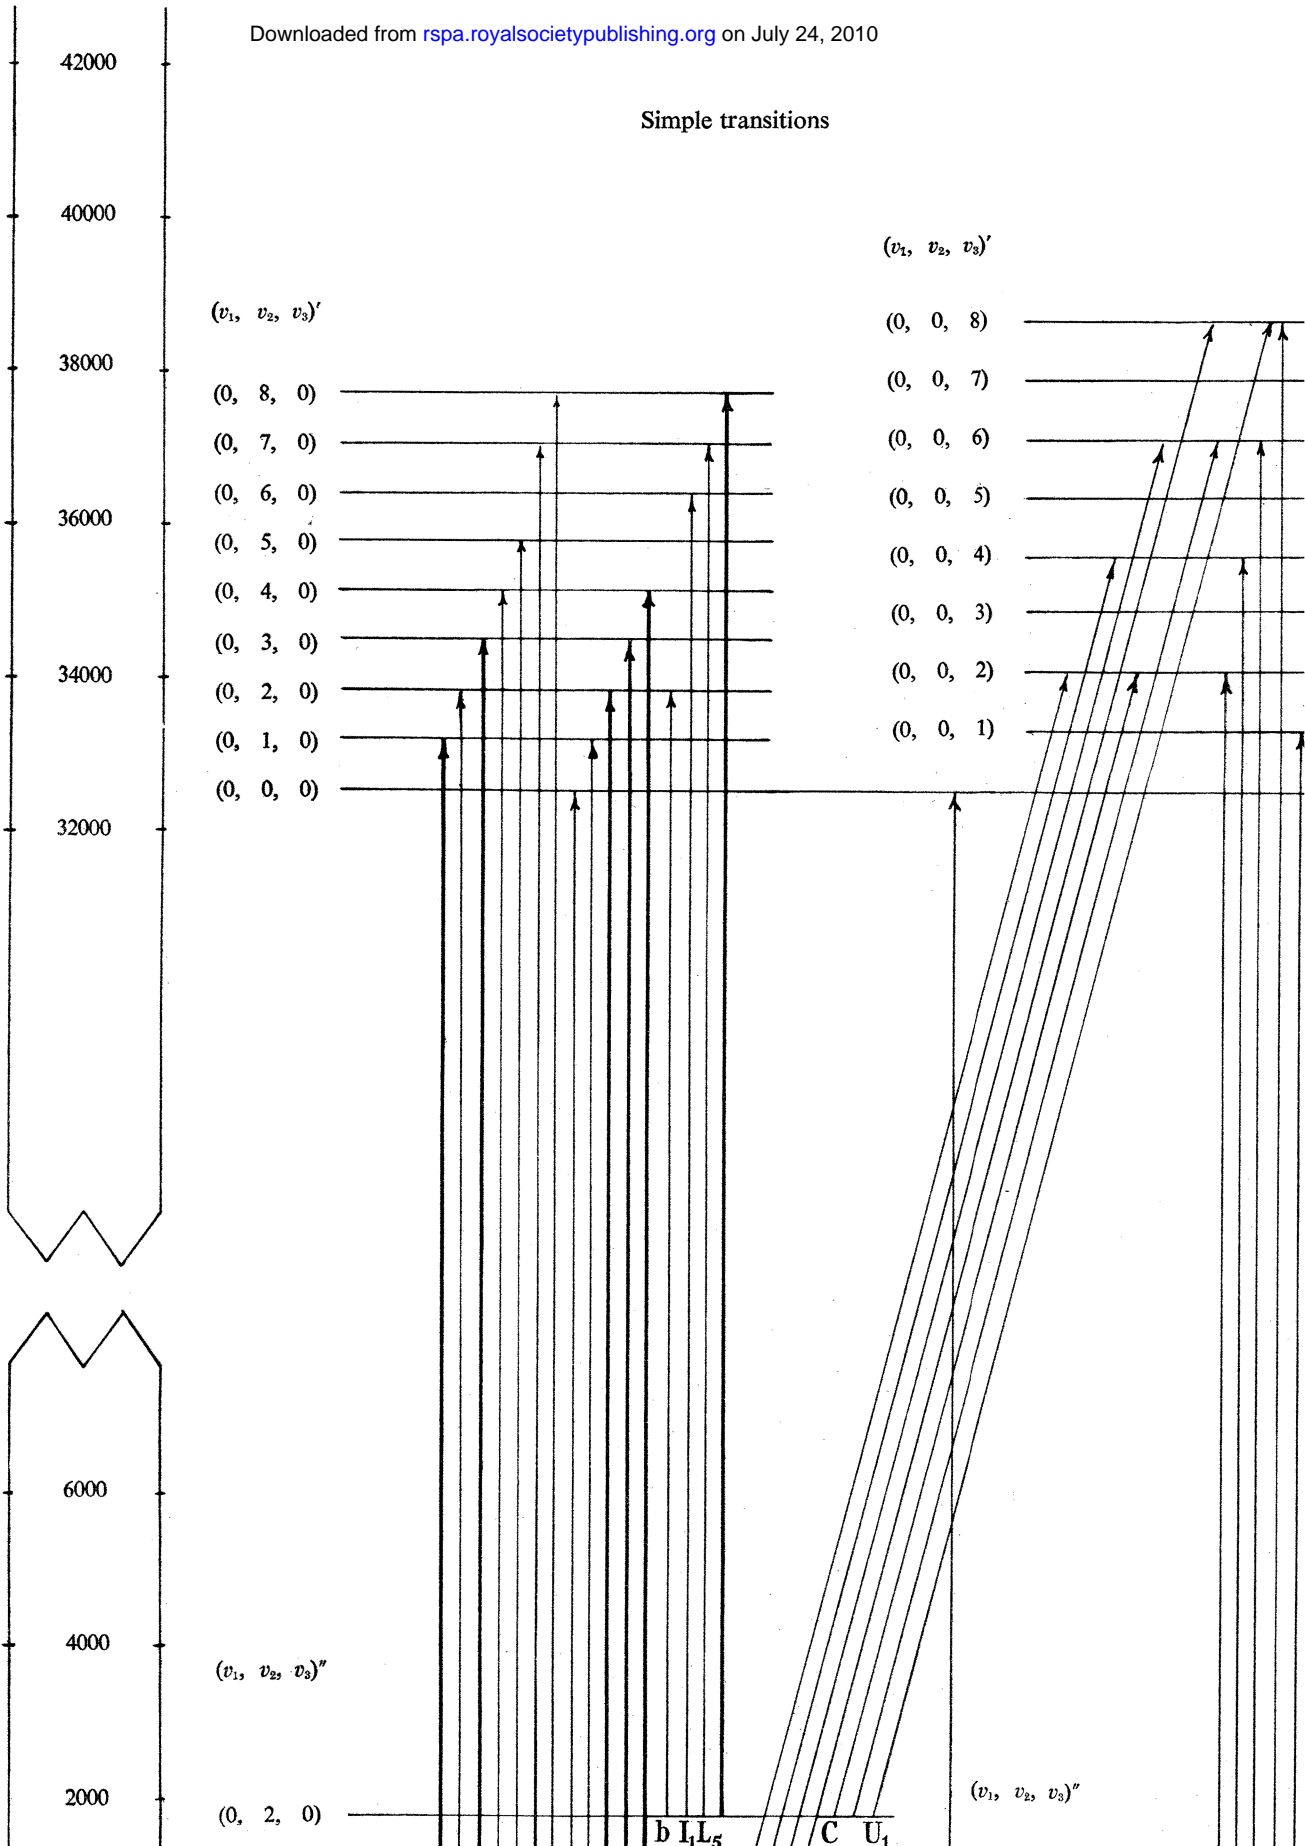 Downloaded from rspa.royalsocietypublishing.org on July 24, 2010
42000
Simple transitions
40000
(v₁, v₂, v₃)′
(v₁, v₂, v₃)′
(0, 0, 8)
38000
(0, 0, 7)
(0, 8, 0)
(0, 7, 0)
(0, 0, 6)
(0, 6, 0)
(0, 0, 5)
36000
(0, 5, 0)
(0, 0, 4)
(0, 4, 0)
(0, 0, 3)
(0, 3, 0)
34000
(0, 0, 2)
(0, 2, 0)
(0, 0, 1)
(0, 1, 0)
(0, 0, 0)
32000
6000
4000
(v₁, v₂, v₃)″
2000
(v₁, v₂, v₃)″
(0, 2, 0)
b I₁ L₅ C U₁